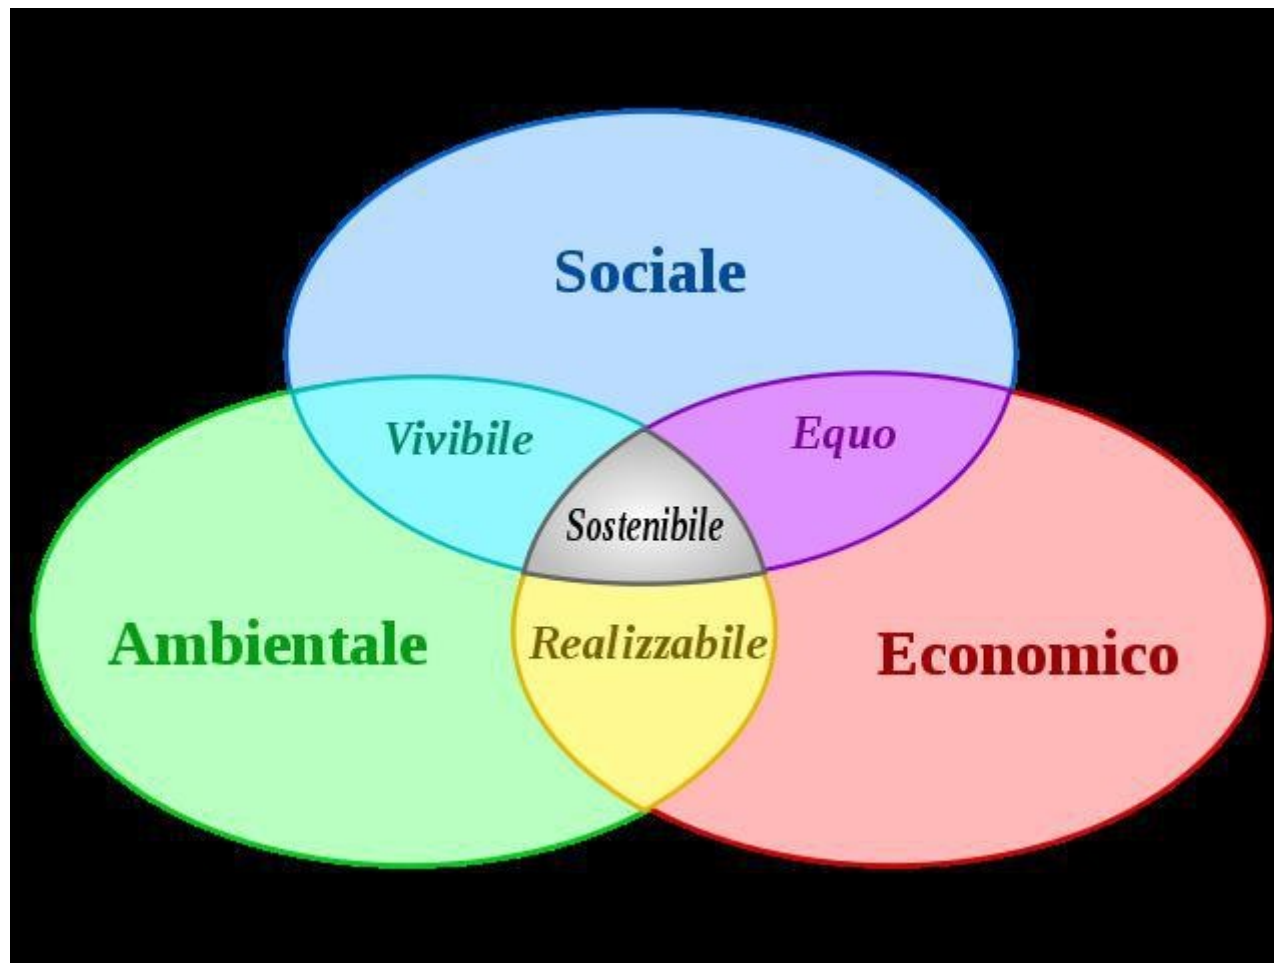 Sociale
Vivibile
Equo
Sostenibile
Ambientale
Realizzabile
Economico